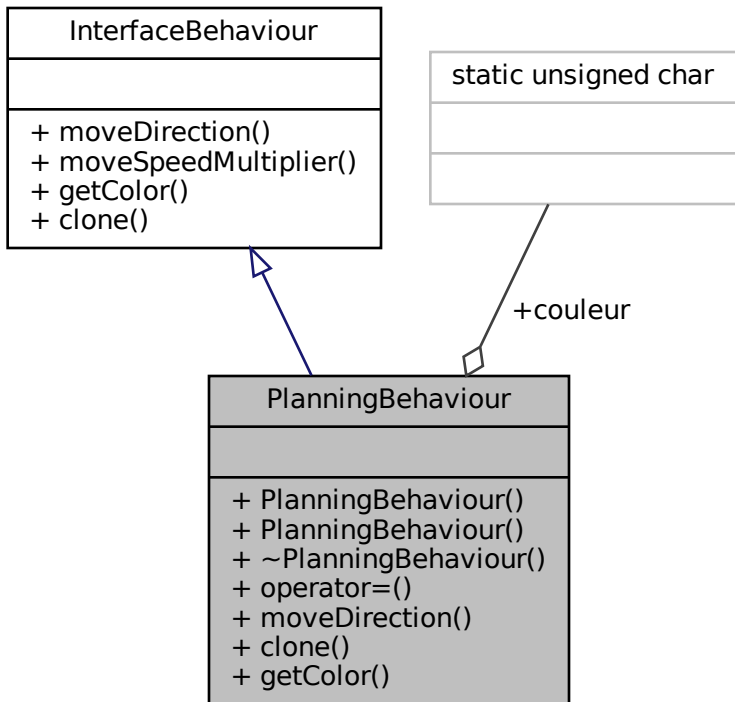 InterfaceBehaviour
+ moveDirection()
+ moveSpeedMultiplier()
+ getColor()
+ clone()
static unsigned char
+couleur
PlanningBehaviour
+ PlanningBehaviour()
+ PlanningBehaviour()
+ ~PlanningBehaviour()
+ operator=()
+ moveDirection()
+ clone()
+ getColor()